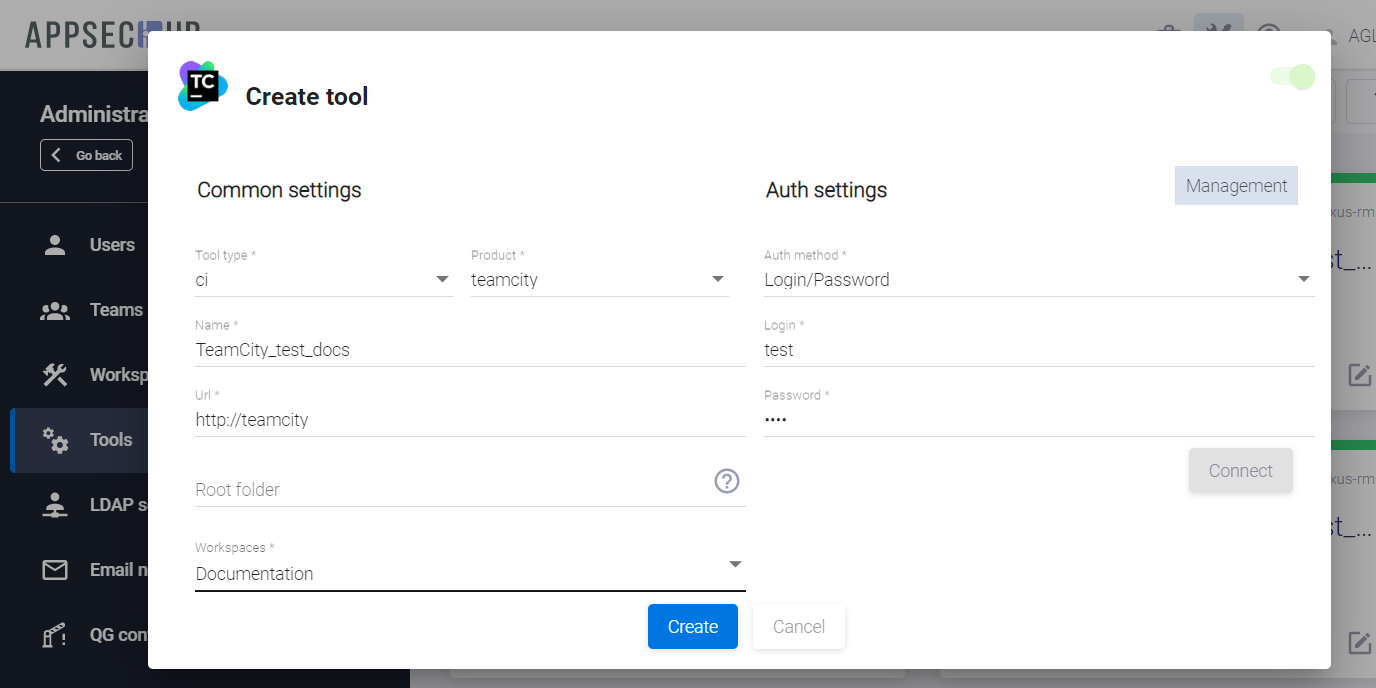 APPSEC HUB
AGL
TC
Create tool
Administra
Go back
Common settings
Auth settings
Management
xus-rm
Users
Tool type *
Product *
Auth method *
ci
teamcity
Login/Password
st_...
Teams
Name *
Login *
TeamCity_test_docs
test
Worksp
Url *
Password *
http://teamcity
••••
Tools
Root folder
?
Connect
xus-rm
LDAP s
st_...
Workspaces *
Documentation
Email n
Create
Cancel
QG con